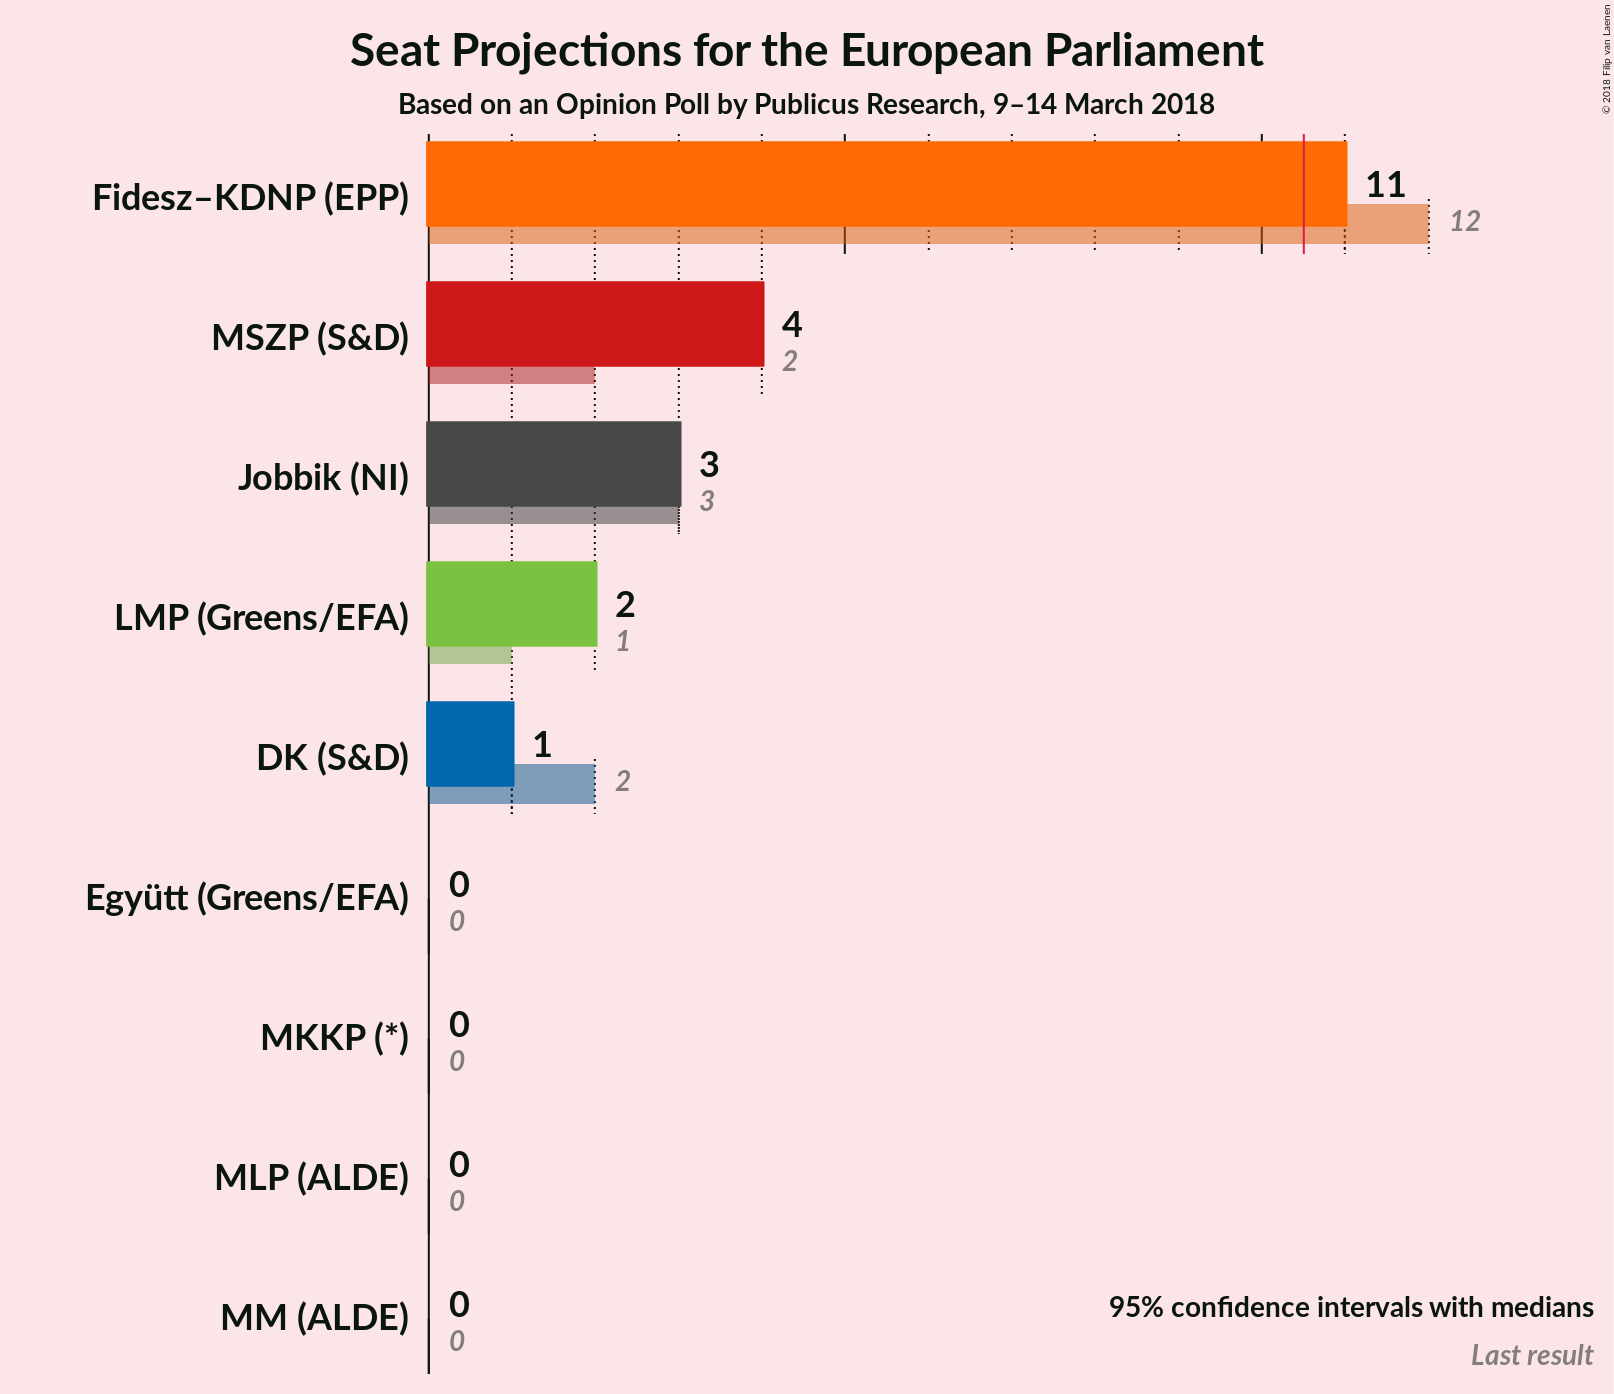 Seat Projections for the European Parliament
Based on an Opinion Poll by Publicus Research, 9–14 March 2018
© 2018 Filip van Laenen
Fidesz–KDNP (EPP)
11
12
MSZP (S&D)
4
2
Jobbik (NI)
3
3
LMP (Greens/EFA)
2
1
DK (S&D)
1
2
Együtt (Greens/EFA)
0
0
MKKP (*)
0
0
MLP (ALDE)
0
0
MM (ALDE)
0
0
95% confidence intervals with medians
Last result